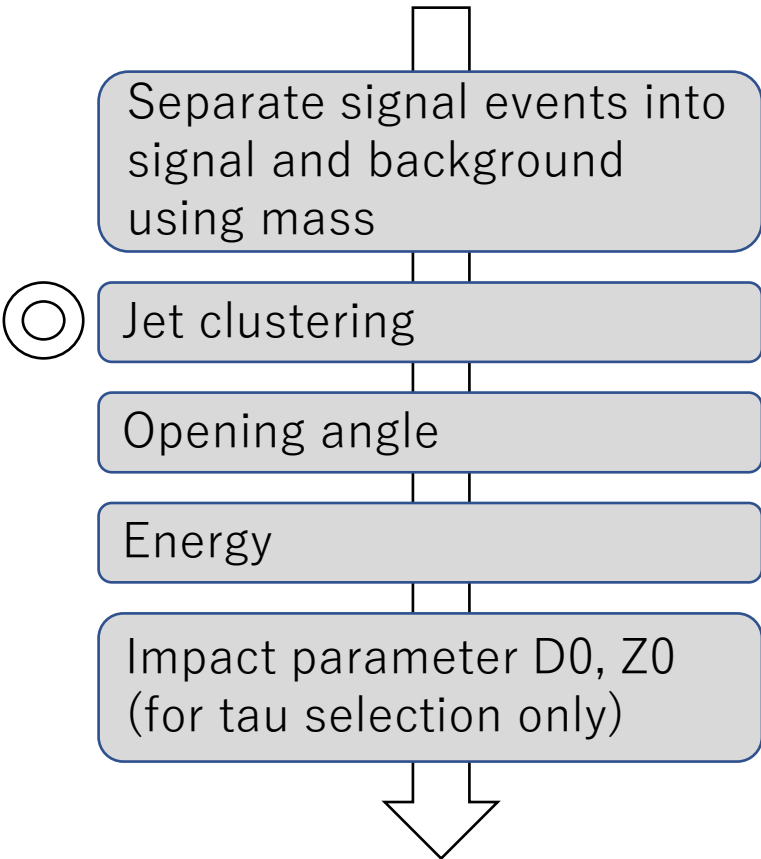 Separate signal events into
signal and background
using mass
Jet clustering
Opening angle
Energy
Impact parameter D0, Z0
(for tau selection only)